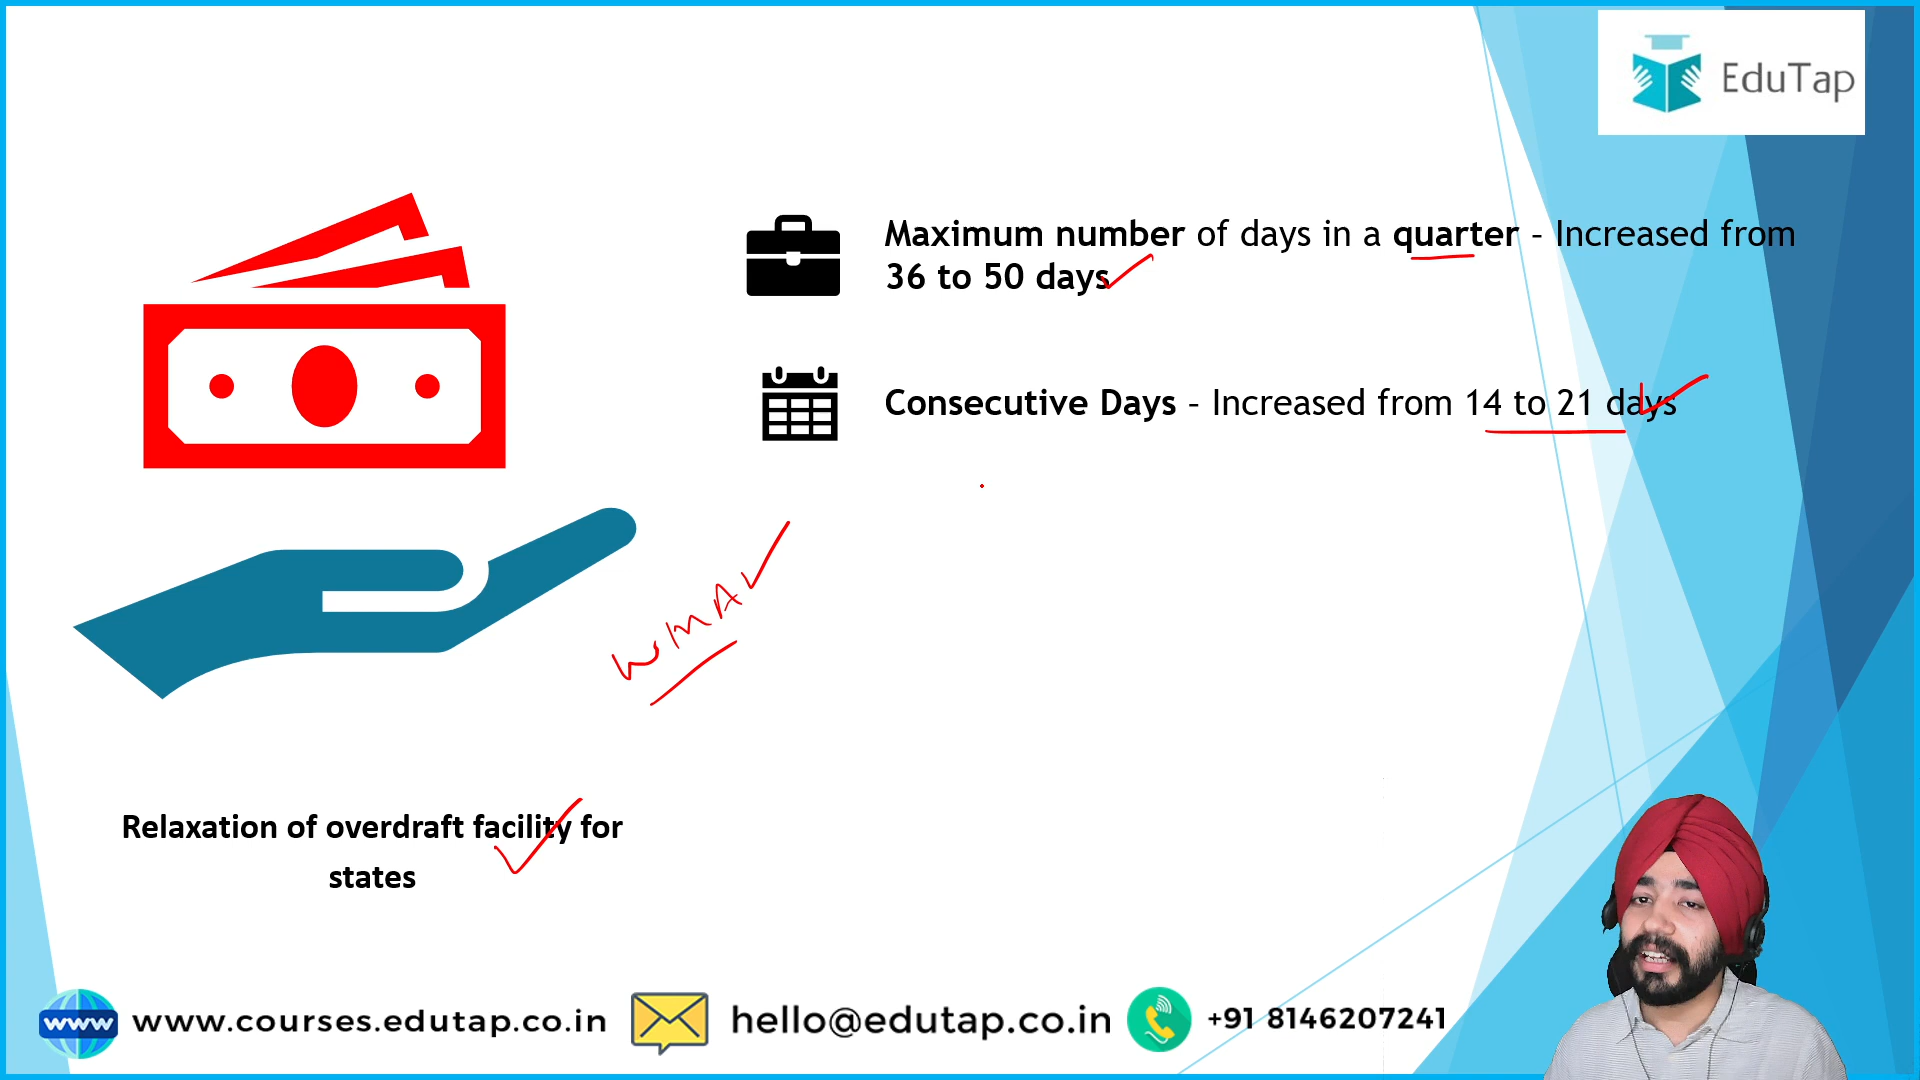 EduTap
Maximum number of days in a quarter - Increased from
36 to 50 days
Consecutive Days - Increased from 14 to 21 days
WMA
Relaxation of overdraft facility for
states
www
www.courses.edutap.co.in
hello@edutap.co.in
+91 8146207241